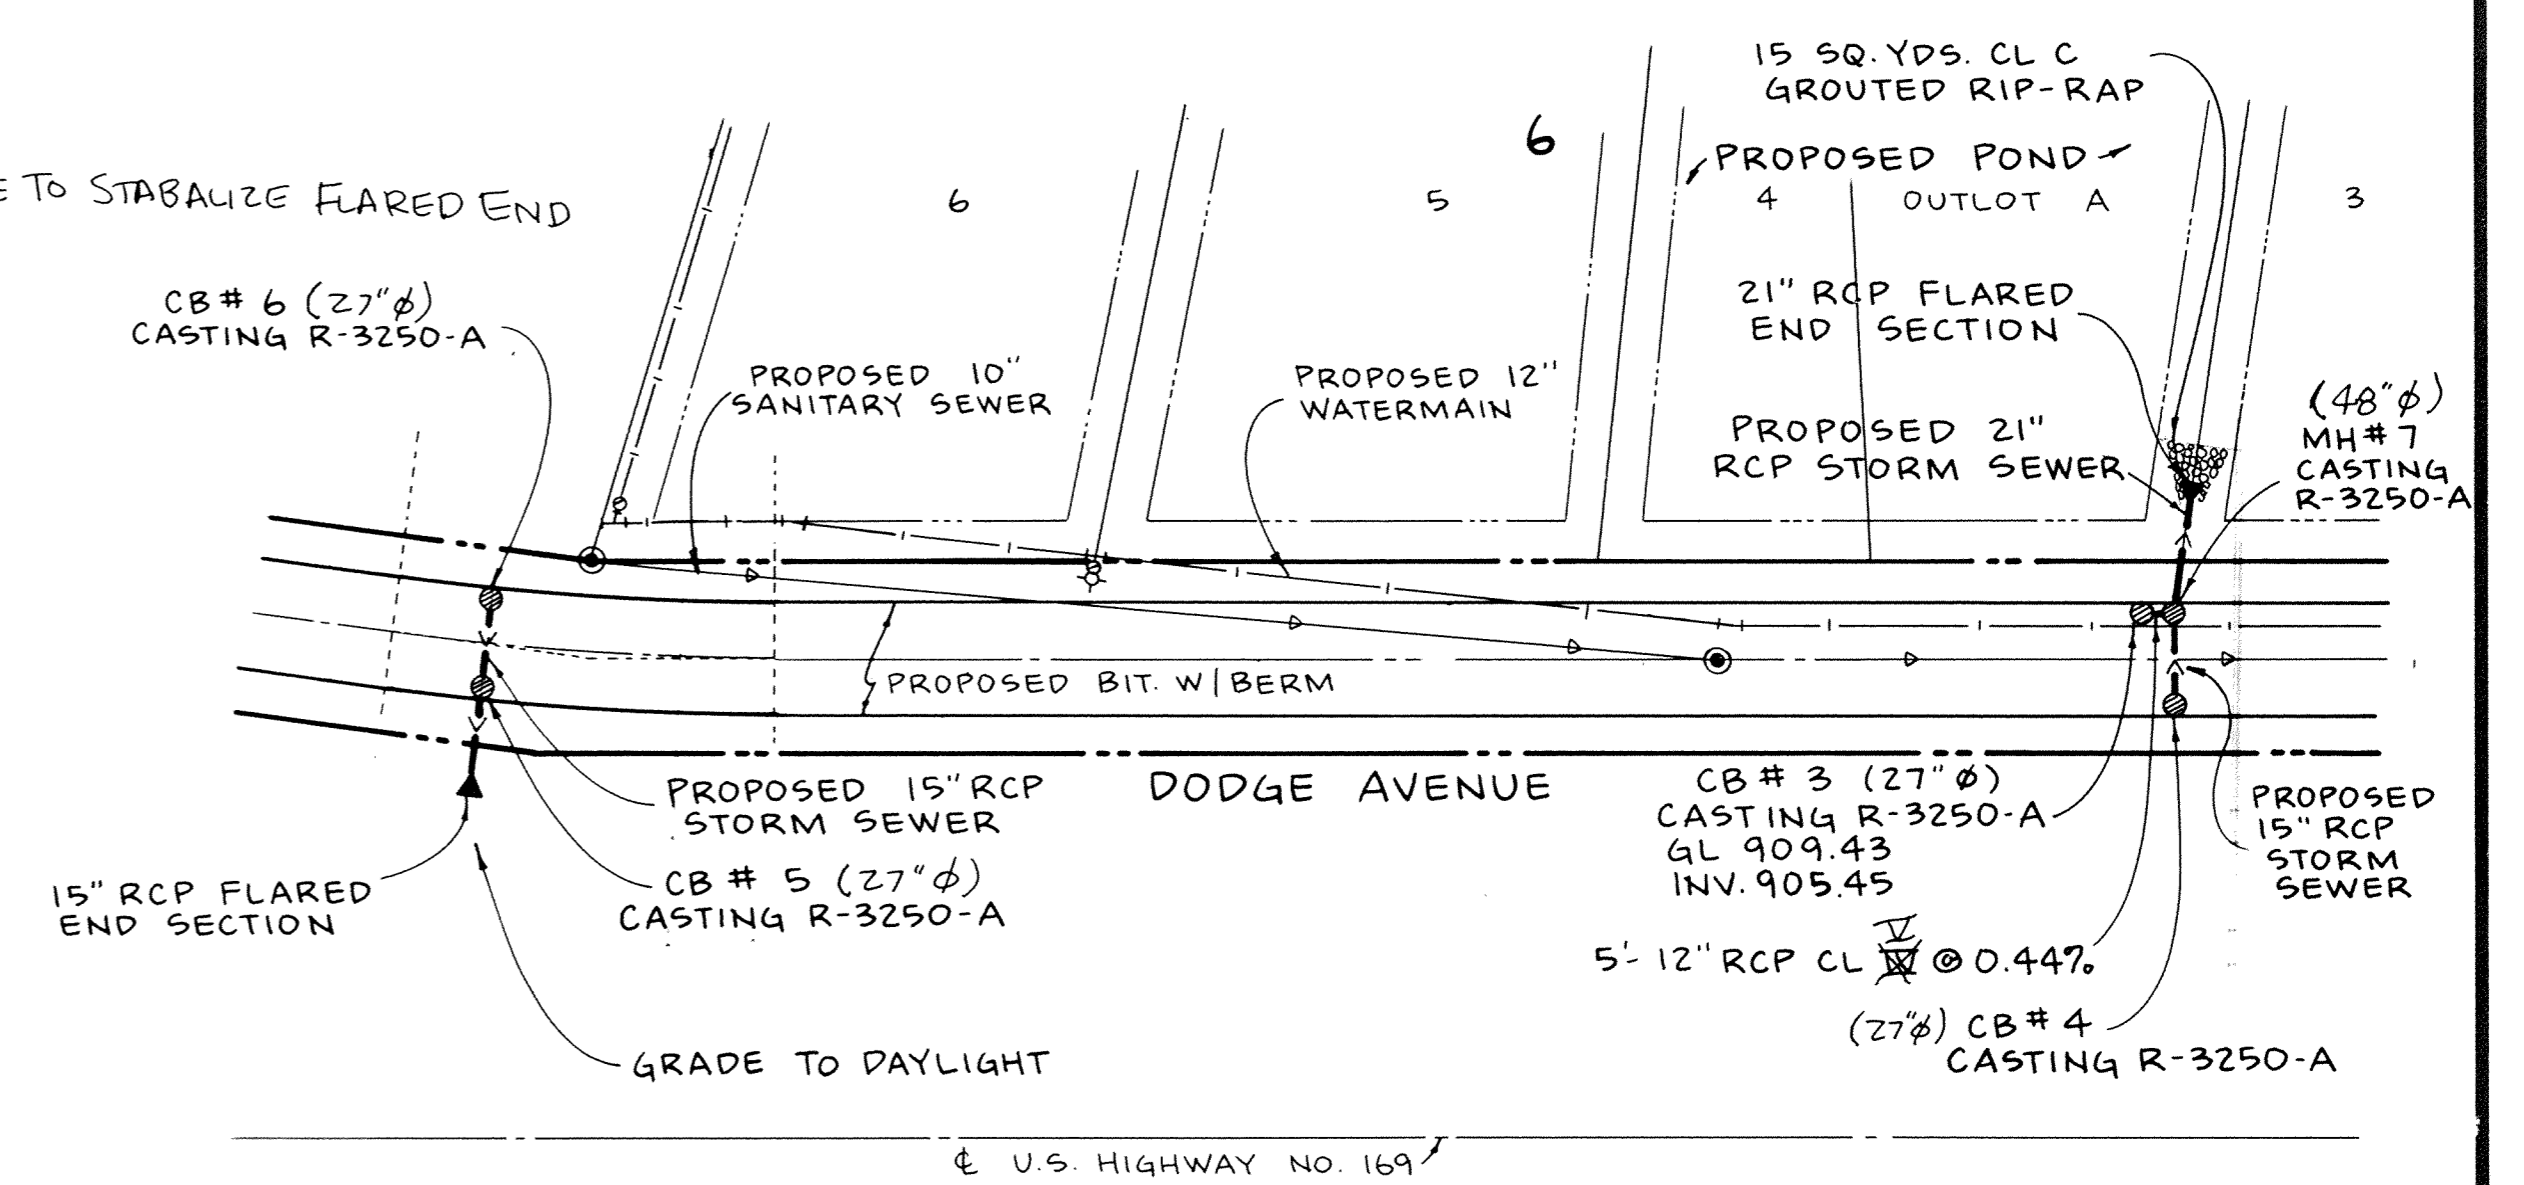 15 SQ. YDS. CL C
GROUTED RIP-RAP
6
PROPOSED POND
TO STABALIZE FLARED END
6
5
4
OUTLOT A
3
CB# 6 (27"ϕ)
CASTING R-3250-A
21" RCP FLARED
END SECTION
PROPOSED 10"
SANITARY SEWER
PROPOSED 12"
WATERMAIN
PROPOSED 21"
RCP STORM SEWER
(48"ϕ)
MH# 7
CASTING
R-3250-A
PROPOSED BIT. W/BERM
PROPOSED 15" RCP
STORM SEWER
DODGE AVENUE
CB # 3 (27"ϕ)
CASTING R-3250-A
GL 909.43
INV. 905.45
PROPOSED
15" RCP
STORM
SEWER
15" RCP FLARED
END SECTION
CB # 5 (27"ϕ)
CASTING R-3250-A
5'- 12" RCP CL V @ 0.44%
(27"ϕ) CB # 4
CASTING R-3250-A
GRADE TO DAYLIGHT
℄ U.S. HIGHWAY NO. 169